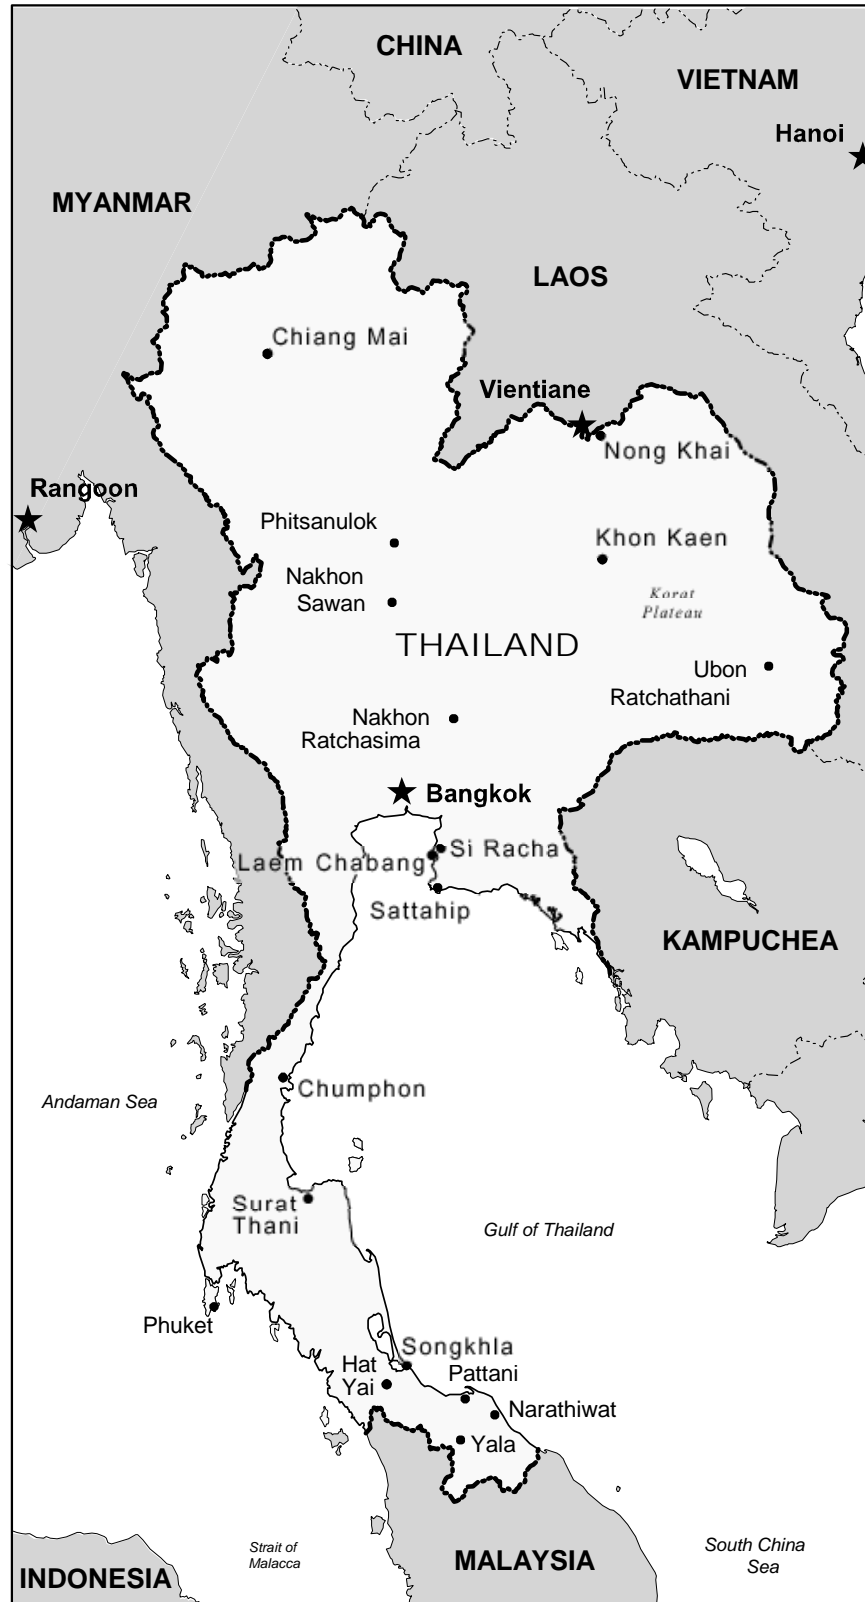 CHINA
VIETNAM
Hanoi
MYANMAR
LAOS
Chiang Mai
Vientiane
Nong Khai
Rangoon
Phitsanulok
Khon Kaen
Nakhon
Sawan
Korat
Plateau
THAILAND
Ubon
Ratchathani
Nakhon
Ratchasima
Bangkok
Si Racha
Laem Chabang
Sattahip
KAMPUCHEA
Chumphon
Andaman Sea
Surat
Thani
Gulf of Thailand
Phuket
Songkhla
Hat
Yai
Pattani
Narathiwat
Yala
Strait of
Malacca
MALAYSIA
South China
Sea
INDONESIA